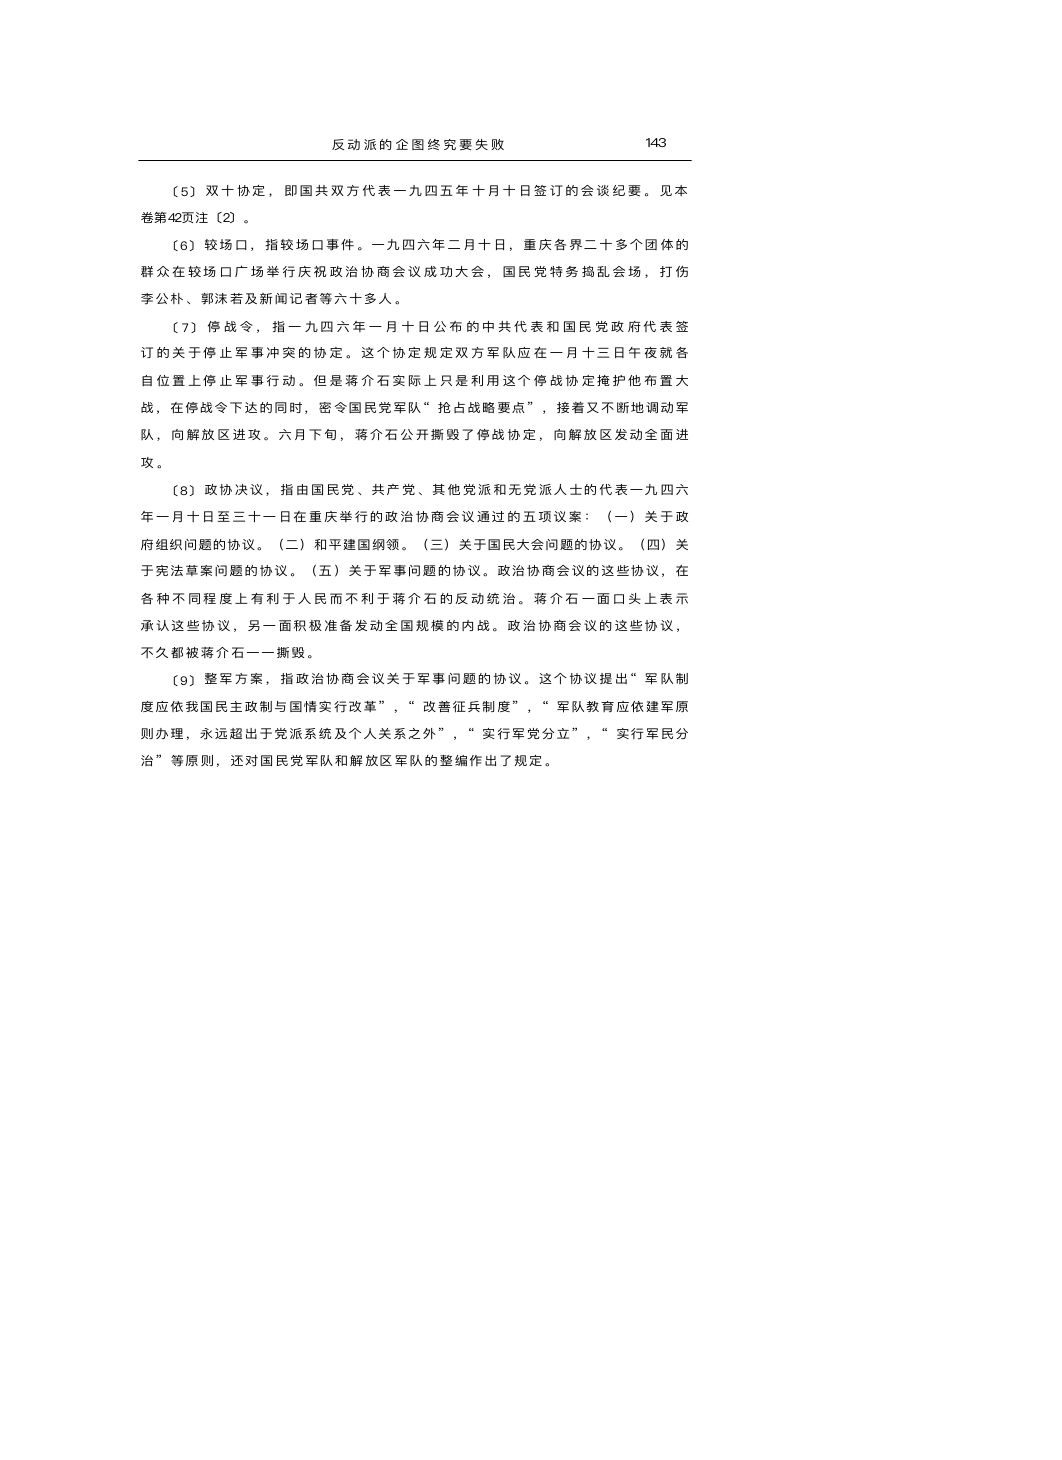 反动派的企图终究要失败 143
〔5〕双十协定，即国共双方代表一九四五年十月十日签订的会谈纪要。见本
卷第42页注〔2〕。
〔6〕较场口，指较场口事件。一九四六年二月十日，重庆各界二十多个团体的
群众在较场口广场举行庆祝政治协商会议成功大会，国民党特务捣乱会场，打伤
李公朴、郭沫若及新闻记者等六十多人。
〔7〕停战令，指一九四六年一月十日公布的中共代表和国民党政府代表签
订的关于停止军事冲突的协定。这个协定规定双方军队应在一月十三日午夜就各
自位置上停止军事行动。但是蒋介石实际上只是利用这个停战协定掩护他布置大
战，在停战令下达的同时，密令国民党军队“抢占战略要点”，接着又不断地调动军
队，向解放区进攻。六月下旬，蒋介石公开撕毁了停战协定，向解放区发动全面进
攻。
〔8〕政协决议，指由国民党、共产党、其他党派和无党派人士的代表一九四六
年一月十日至三十一日在重庆举行的政治协商会议通过的五项议案：（一）关于政
府组织问题的协议。（二）和平建国纲领。（三）关于国民大会问题的协议。（四）关
于宪法草案问题的协议。（五）关于军事问题的协议。政治协商会议的这些协议，在
各种不同程度上有利于人民而不利于蒋介石的反动统治。蒋介石一面口头上表示
承认这些协议，另一面积极准备发动全国规模的内战。政治协商会议的这些协议，
不久都被蒋介石一一撕毁。
〔9〕整军方案，指政治协商会议关于军事问题的协议。这个协议提出“军队制
度应依我国民主政制与国情实行改革”，“改善征兵制度”，“军队教育应依建军原
则办理，永远超出于党派系统及个人关系之外”，“实行军党分立”，“实行军民分
治”等原则，还对国民党军队和解放区军队的整编作出了规定。